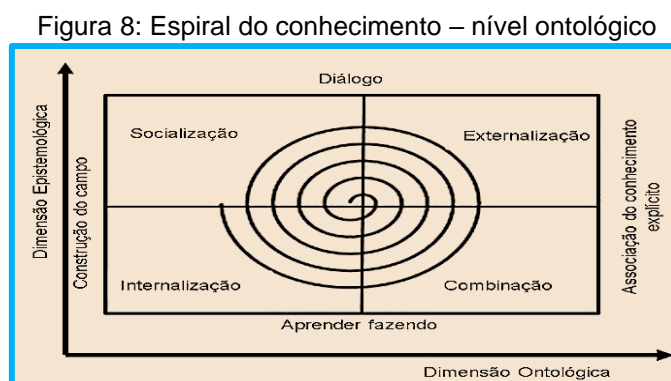 Figura 8: Espiral do conhecimento – nível ontológico
Diálogo
Socialização
Externalização
Dimensão Epistemológica
Construção do campo
Associação do conhecimento
explícito
Internalização
Combinação
Aprender fazendo
Dimensão Ontológica